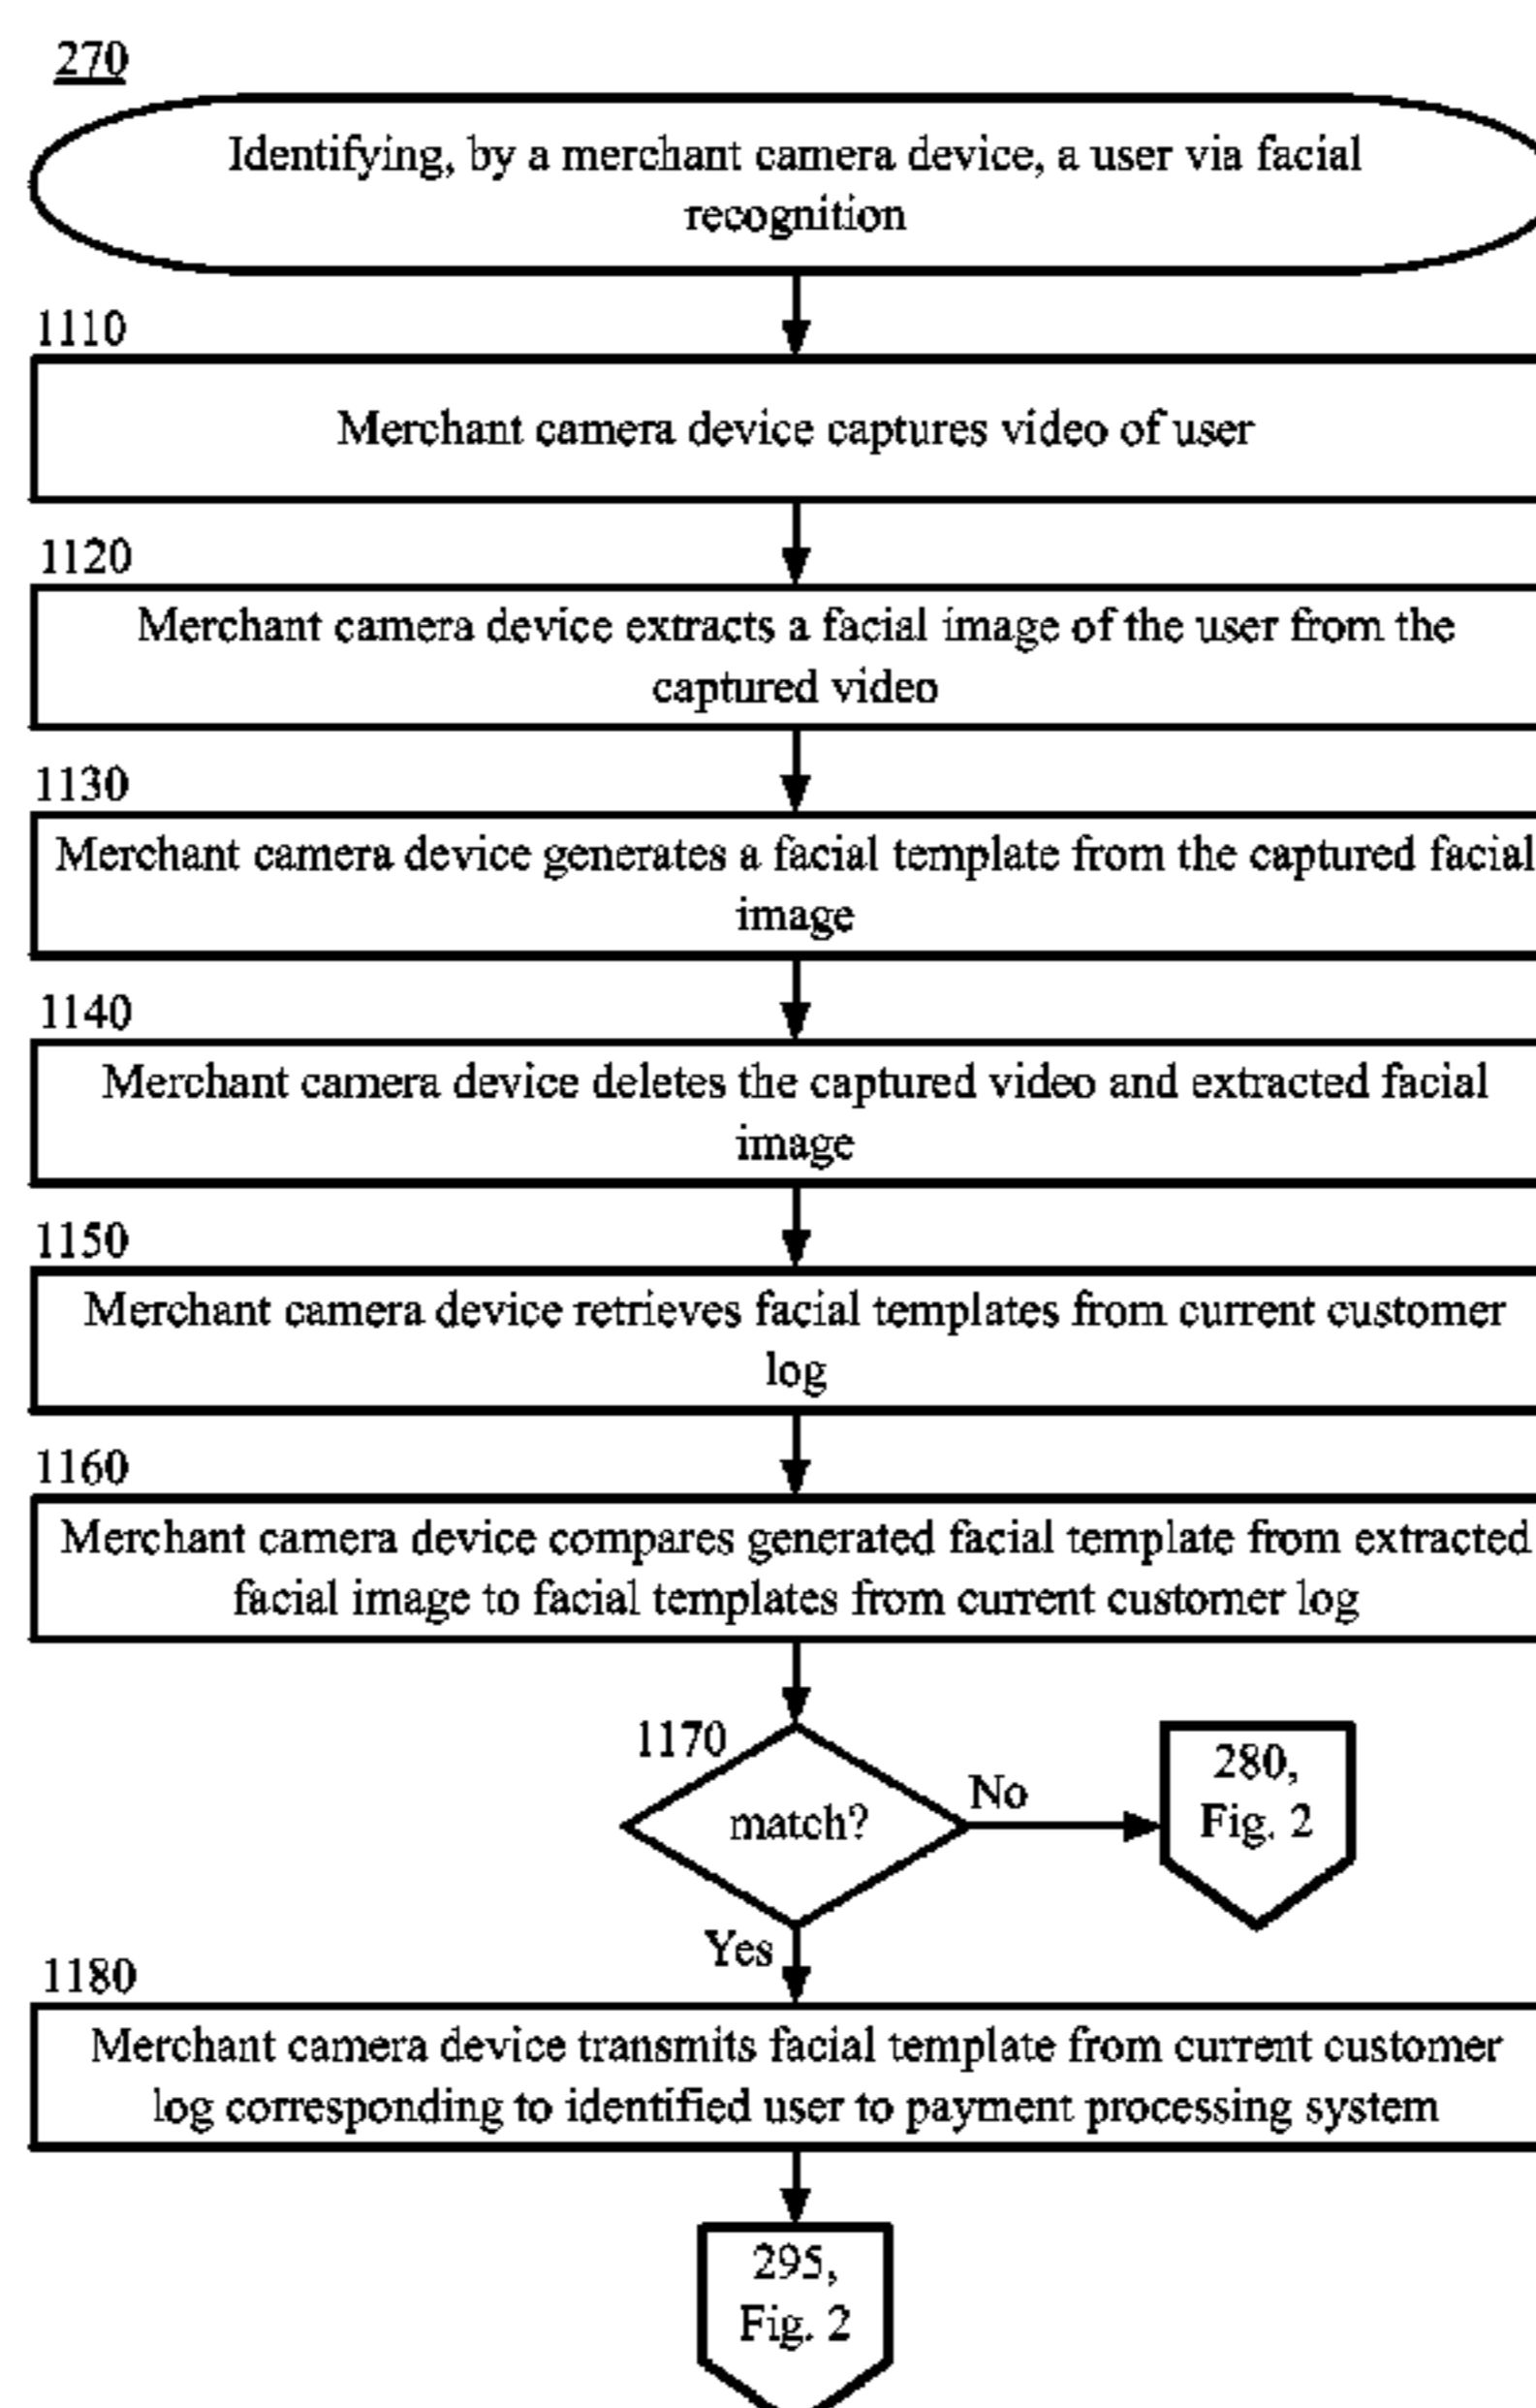 270
Identifying, by a merchant camera device, a user via facial
recognition
1110
Merchant camera device captures video of user
1120
Merchant camera device extracts a facial image of the user from the
captured video
1130
Merchant camera device generates a facial template from the captured facial
image
1140
Merchant camera device deletes the captured video and extracted facial
image
1150
Merchant camera device retrieves facial templates from current customer
log
1160
Merchant camera device compares generated facial template from extracted
facial image to facial templates from current customer log
1170
match?
No
280,
Fig. 2
Yes
1180
Merchant camera device transmits facial template from current customer
log corresponding to identified user to payment processing system
295,
Fig. 2